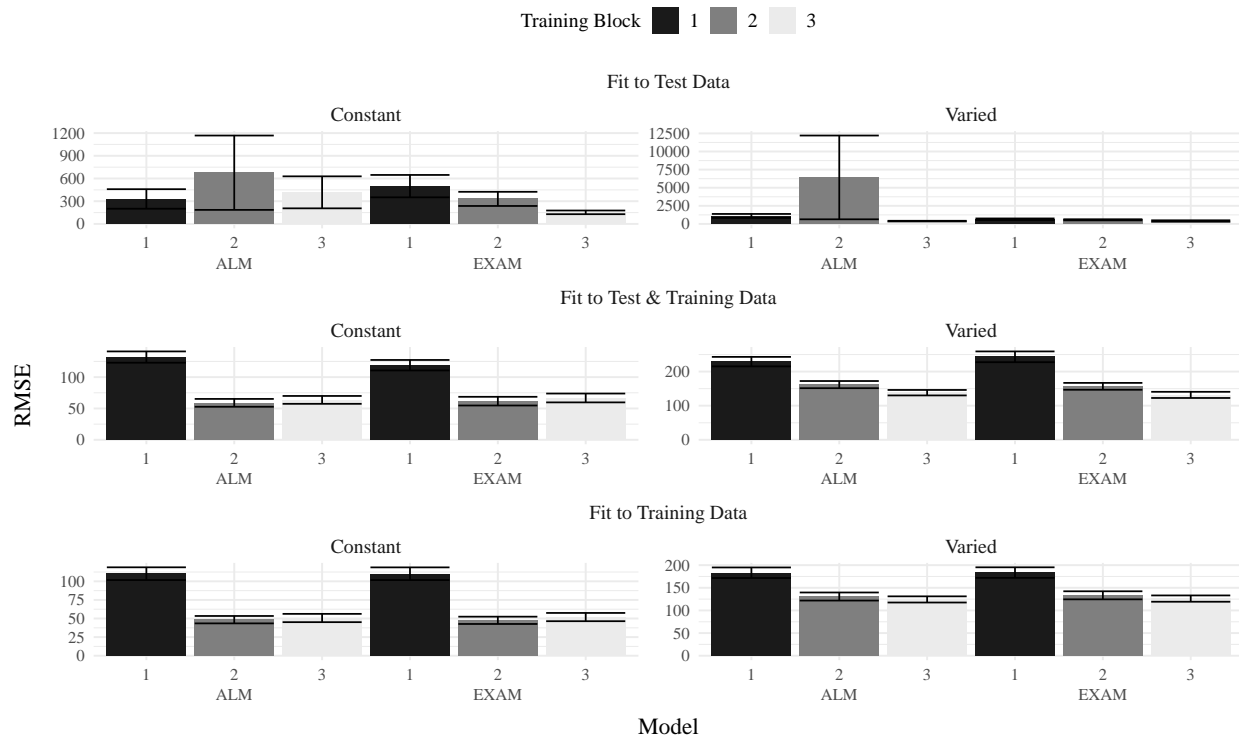 Training Block 1 2 3
Fit to Test Data
Constant Varied
1200 12500
900 10000
600 7500
5000
300 2500
0 0
1 2 3 1 2 3 1 2 3 1 2 3
ALM EXAM ALM EXAM
Fit to Test & Training Data
Constant Varied
100 200
50 100
0 0
1 2 3 1 2 3 1 2 3 1 2 3
ALM EXAM ALM EXAM
Fit to Training Data
Constant Varied
100 200
75 150
50 100
25 50
0 0
1 2 3 1 2 3 1 2 3 1 2 3
ALM EXAM ALM EXAM
RMSE
Model